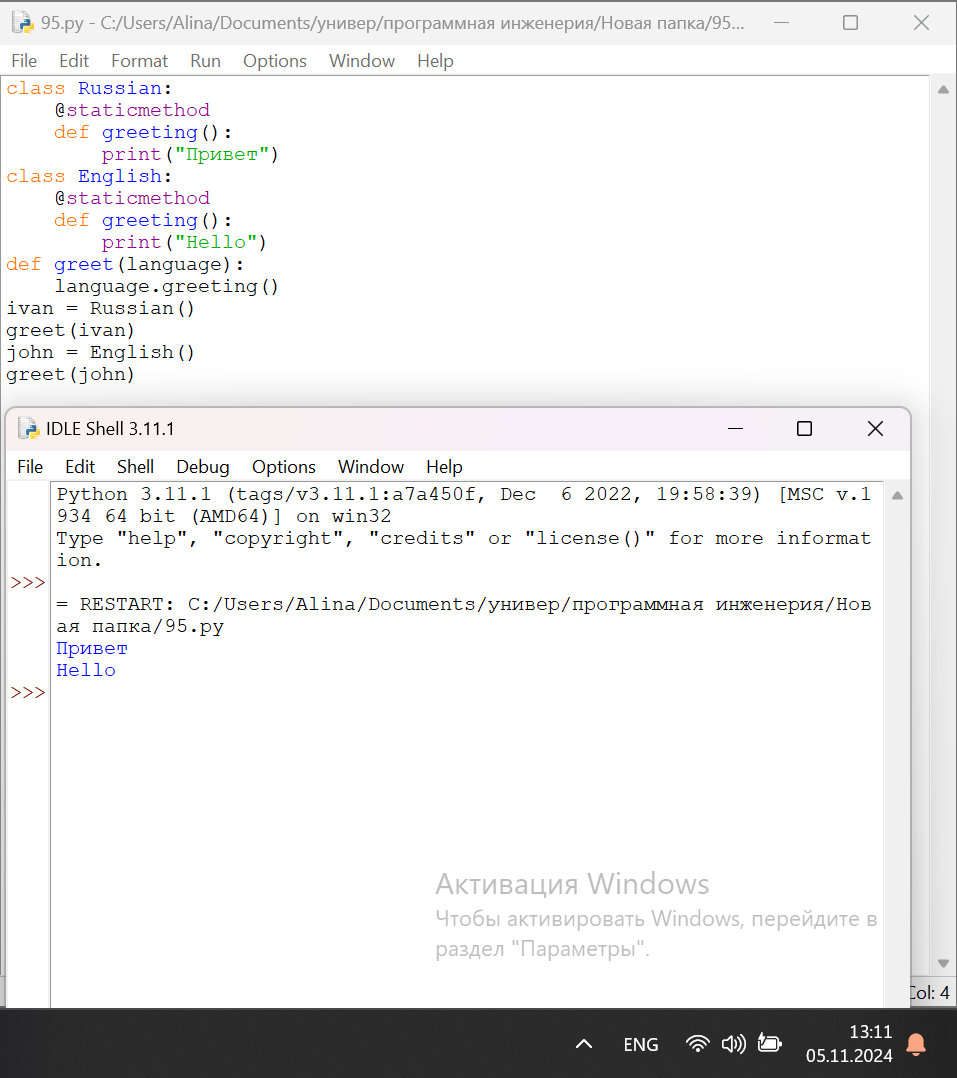 95.py - C:/Users/Alina/Documents/универ/программная инженерия/Новая папка/95...
File Edit Format Run Options Window Help
class Russian:
    @staticmethod
    def greeting():
        print("Привет")
class English:
    @staticmethod
    def greeting():
        print("Hello")
def greet(language):
    language.greeting()
ivan = Russian()
greet(ivan)
john = English()
greet(john)
IDLE Shell 3.11.1
File Edit Shell Debug Options Window Help
Python 3.11.1 (tags/v3.11.1:a7a450f, Dec  6 2022, 19:58:39) [MSC v.1
934 64 bit (AMD64)] on win32
Type "help", "copyright", "credits" or "license()" for more informat
ion.
>>>
= RESTART: C:/Users/Alina/Documents/универ/программная инженерия/Нов
ая папка/95.py
Привет
Hello
>>>
Активация Windows
Чтобы активировать Windows, перейдите в
раздел "Параметры".
Col: 4
ENG
13:11
05.11.2024